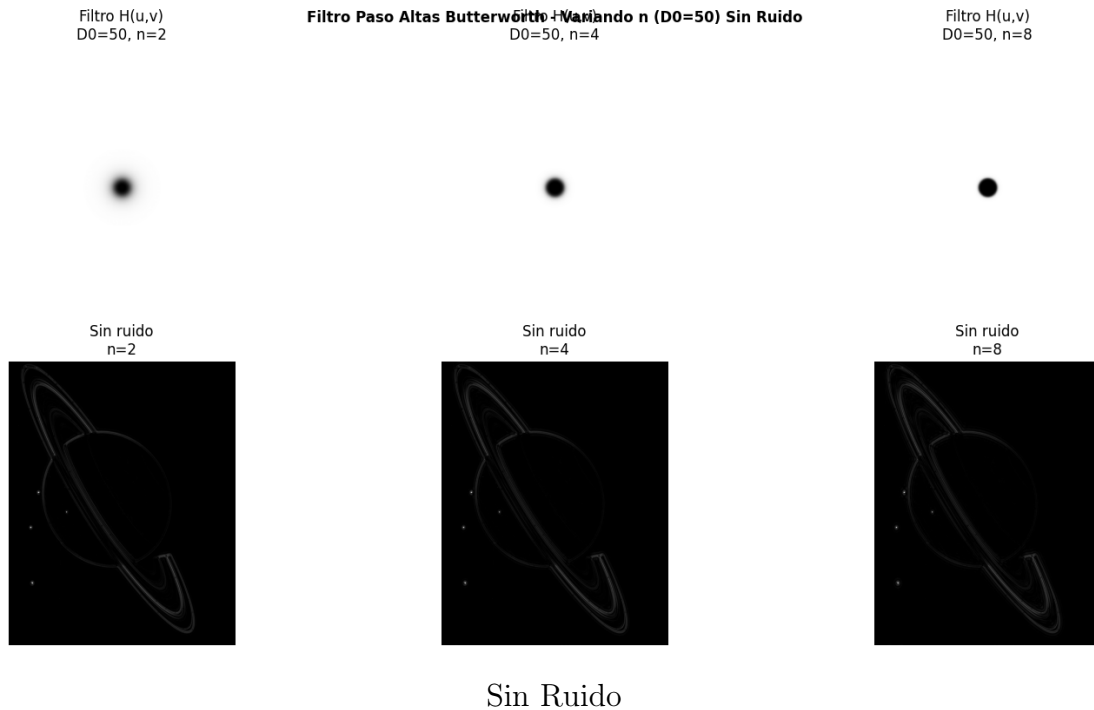 Filtro Paso Altas Butterworth - Variando n (D0=50) Sin Ruido
Filtro H(u,v)
D0=50, n=2
Filtro H(u,v)
D0=50, n=4
Filtro H(u,v)
D0=50, n=8
Sin ruido
n=2
Sin ruido
n=4
Sin ruido
n=8
Sin Ruido